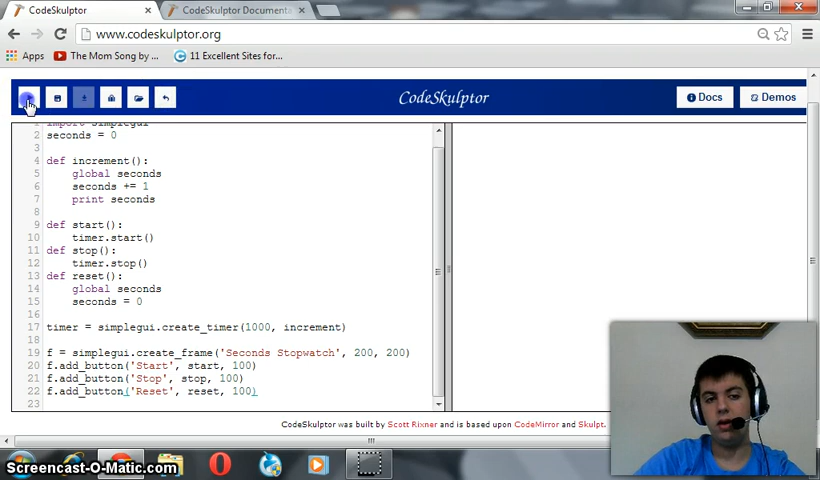 CodeSkulptor
CodeSkulptor Documenta
www.codeskulptor.org
Apps
The Mom Song by ...
11 Excellent Sites for...
CodeSkulptor
Docs
Demos
1 import simplegui
2 seconds = 0
3
4 def increment():
5 global seconds
6 seconds += 1
7 print seconds
8
9 def start():
10 timer.start()
11 def stop():
12 timer.stop()
13 def reset():
14 global seconds
15 seconds = 0
16
17 timer = simplegui.create_timer(1000, increment)
18
19 f = simplegui.create_frame('Seconds Stopwatch', 200, 200)
20 f.add_button('Start', start, 100)
21 f.add_button('Stop', stop, 100)
22 f.add_button('Reset', reset, 100)
23
CodeSkulptor was built by Scott Rixner and is based upon CodeMirror and Skulpt.
Screencast-O-Matic.com